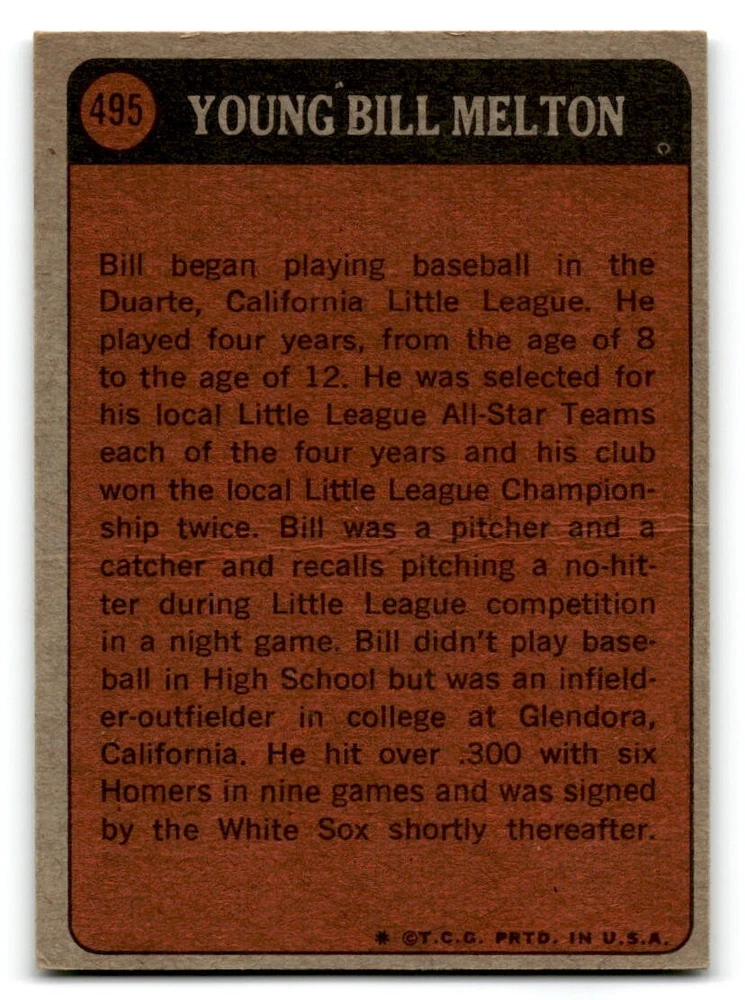 495 YOUNG BILL MELTON
Bill began playing baseball in the
Duarte, California Little League. He
played four years, from the age of 8
to the age of 12. He was selected for
his local Little League All-Star Teams
each of the four years and his club
won the local Little League Champion-
ship twice. Bill was a pitcher and a
catcher and recalls pitching a no-hit-
ter during Little League competition
in a night game. Bill didn't play base-
ball in High School but was an infield-
er-outfielder in college at Glendora,
California. He hit over .300 with six
Homers in nine games and was signed
by the White Sox shortly thereafter.
* ©T.C.G. PRTD. IN U.S.A.